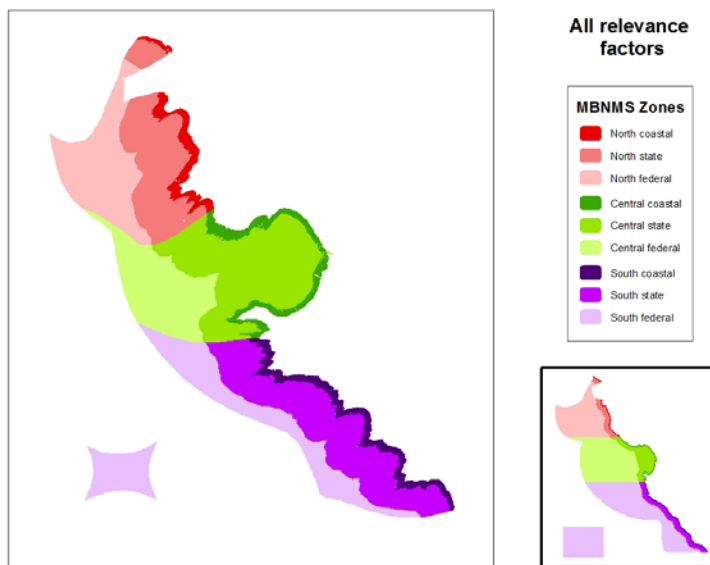 All relevance
factors
MBNMS Zones
North coastal
North state
North federal
Central coastal
Central state
Central federal
South coastal
South state
South federal